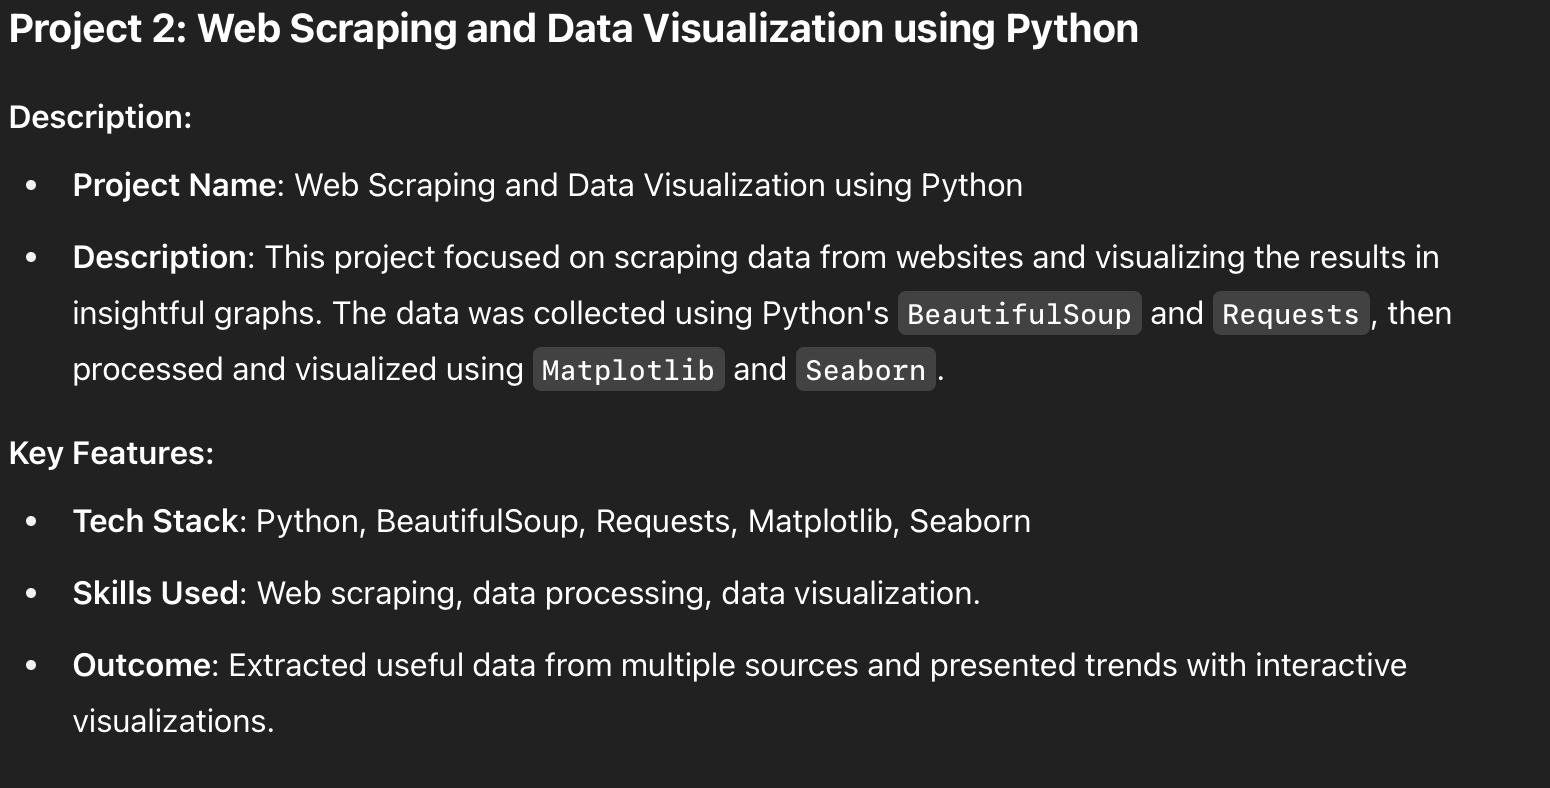 Project 2: Web Scraping and Data Visualization using Python
Description:
• Project Name: Web Scraping and Data Visualization using Python
• Description: This project focused on scraping data from websites and visualizing the results in
insightful graphs. The data was collected using Python's BeautifulSoup and Requests, then
processed and visualized using Matplotlib and Seaborn.
Key Features:
• Tech Stack: Python, BeautifulSoup, Requests, Matplotlib, Seaborn
• Skills Used: Web scraping, data processing, data visualization.
• Outcome: Extracted useful data from multiple sources and presented trends with interactive
visualizations.